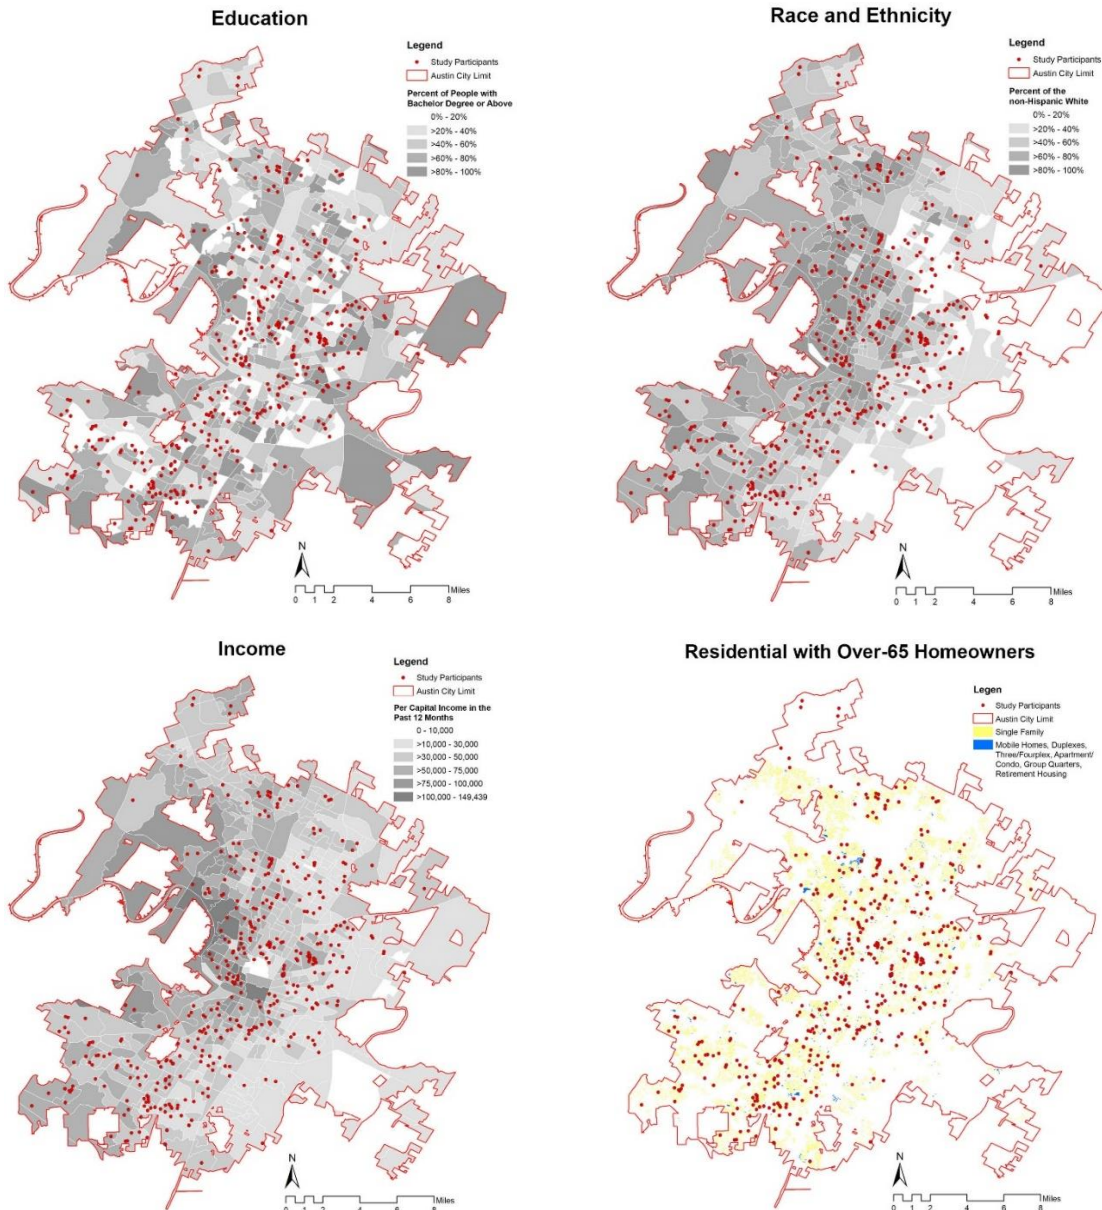 Education
Legend
Study Participants
Austin City Limit
Percent of People with
Bachelor Degree or Above
0% - 20%
>20% - 40%
>40% - 60%
>60% - 80%
>80% - 100%
N
Miles
0 1 2 4 6 8
Race and Ethnicity
Legend
Study Participants
Austin City Limit
Percent of the
non-Hispanic White
0% - 20%
>20% - 40%
>40% - 60%
>60% - 80%
>80% - 100%
N
Miles
0 1 2 4 6 8
Income
Legend
Study Participants
Austin City Limit
Per Capital Income in the
Past 12 Months
0 - 10,000
>10,000 - 30,000
>30,000 - 50,000
>50,000 - 75,000
>75,000 - 100,000
>100,000 - 149,439
N
Miles
0 1 2 4 6 8
Residential with Over-65 Homeowners
Legen
Study Participants
Austin City Limit
Single Family
Mobile Homes, Duplexes,
Three/Fourplex, Apartment/
Condo, Group Quarters,
Retirement Housing
N
Miles
0 1 2 4 6 8